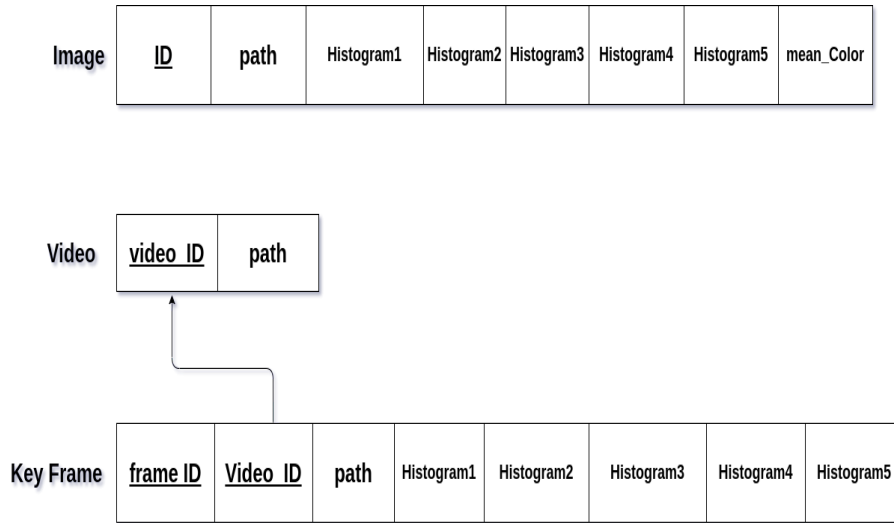 Image ID path Histogram1 Histogram2 Histogram3 Histogram4 Histogram5 mean_Color
Video video_ID path
Key Frame frame ID Video_ID path Histogram1 Histogram2 Histogram3 Histogram4 Histogram5